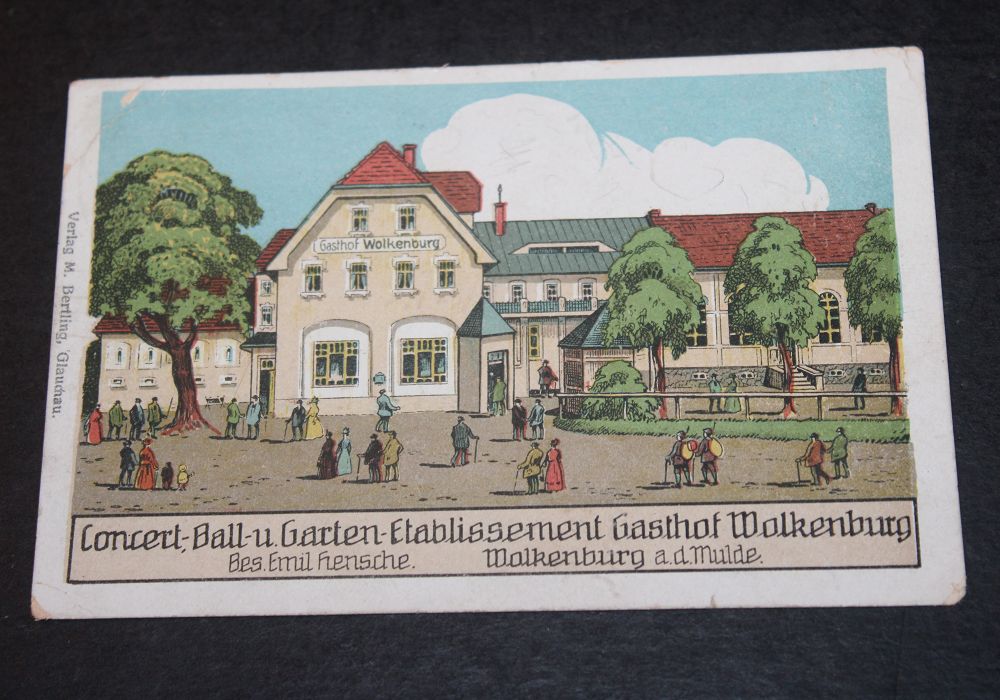 Gasthof Wolkenburg
Verlag M. Bertling, Glauchau.
Concert-, Ball- u. Garten-Etablissement Gasthof Wolkenburg
Bes. Emil Hensche. Wolkenburg a.d. Mulde.